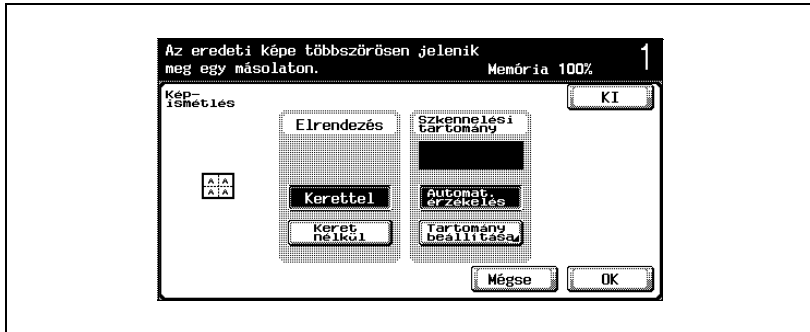 Az eredeti képe többszörösen jelenik
meg egy másolaton.
Memória 100%
1
Kép-
ismétlés
KI
Elrendezés
Szkennelési
tartomány
A A
A A
Kerettel
Automat.
érzékelés
Keret
nélkül
Tartomány
beállítása
Mégse
OK